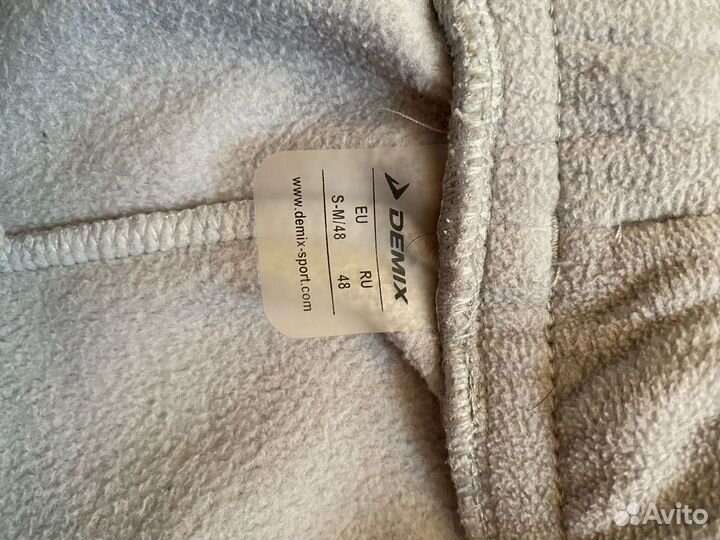 DEMIX
EU RU
S-M/48 48
www.demix-sport.com
Avito